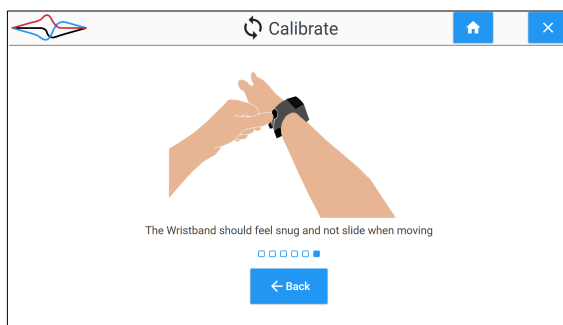 Calibrate
The Wristband should feel snug and not slide when moving
Back